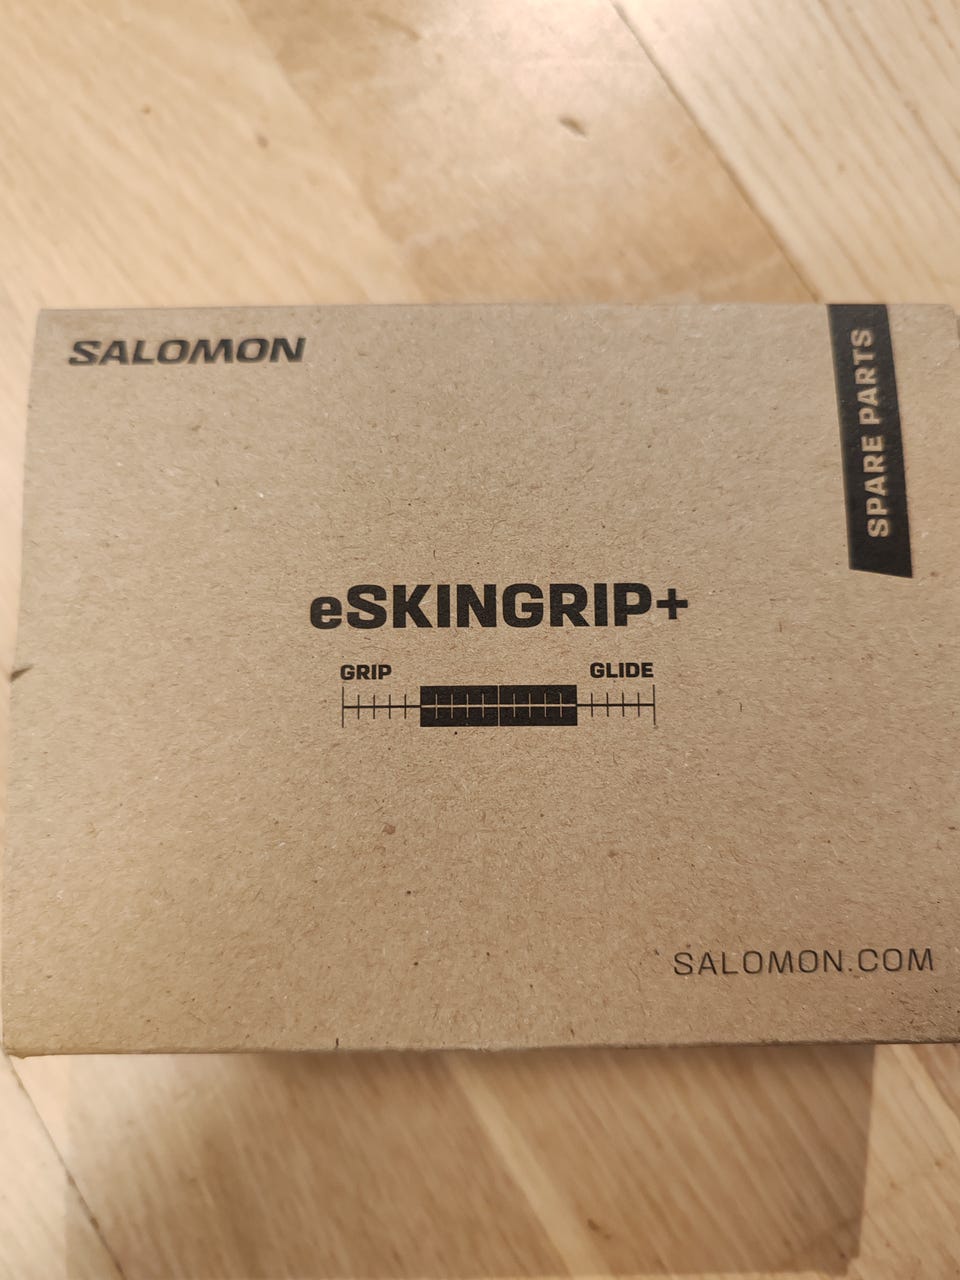 SALOMON
SPARE PARTS
eSKINGRIP+
GRIP GLIDE
SALOMON.COM